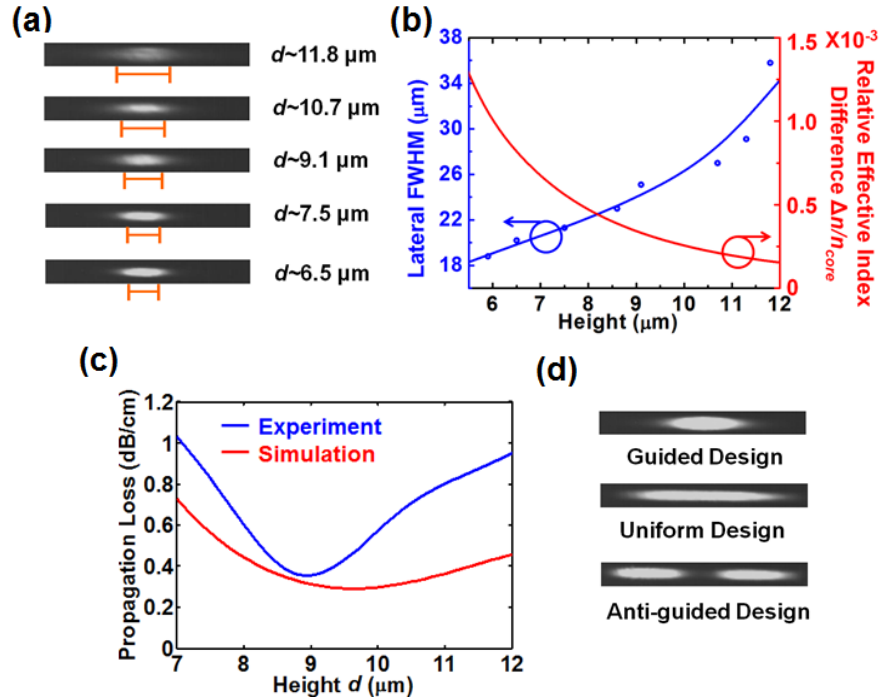 (a)
d~11.8 µm
d~10.7 µm
d~9.1 µm
d~7.5 µm
d~6.5 µm
(b)
38
34
30
26
22
18
Lateral FWHM (µm)
6 7 8 9 10 11 12
Height (µm)
1.5 X10⁻³
1.0
0.5
0
Relative Effective Index
Difference Δn/n_core
(c)
1.2
1
0.8
0.6
0.4
0.2
0
Propagation Loss (dB/cm)
Experiment
Simulation
7 8 9 10 11 12
Height d (µm)
(d)
Guided Design
Uniform Design
Anti-guided Design